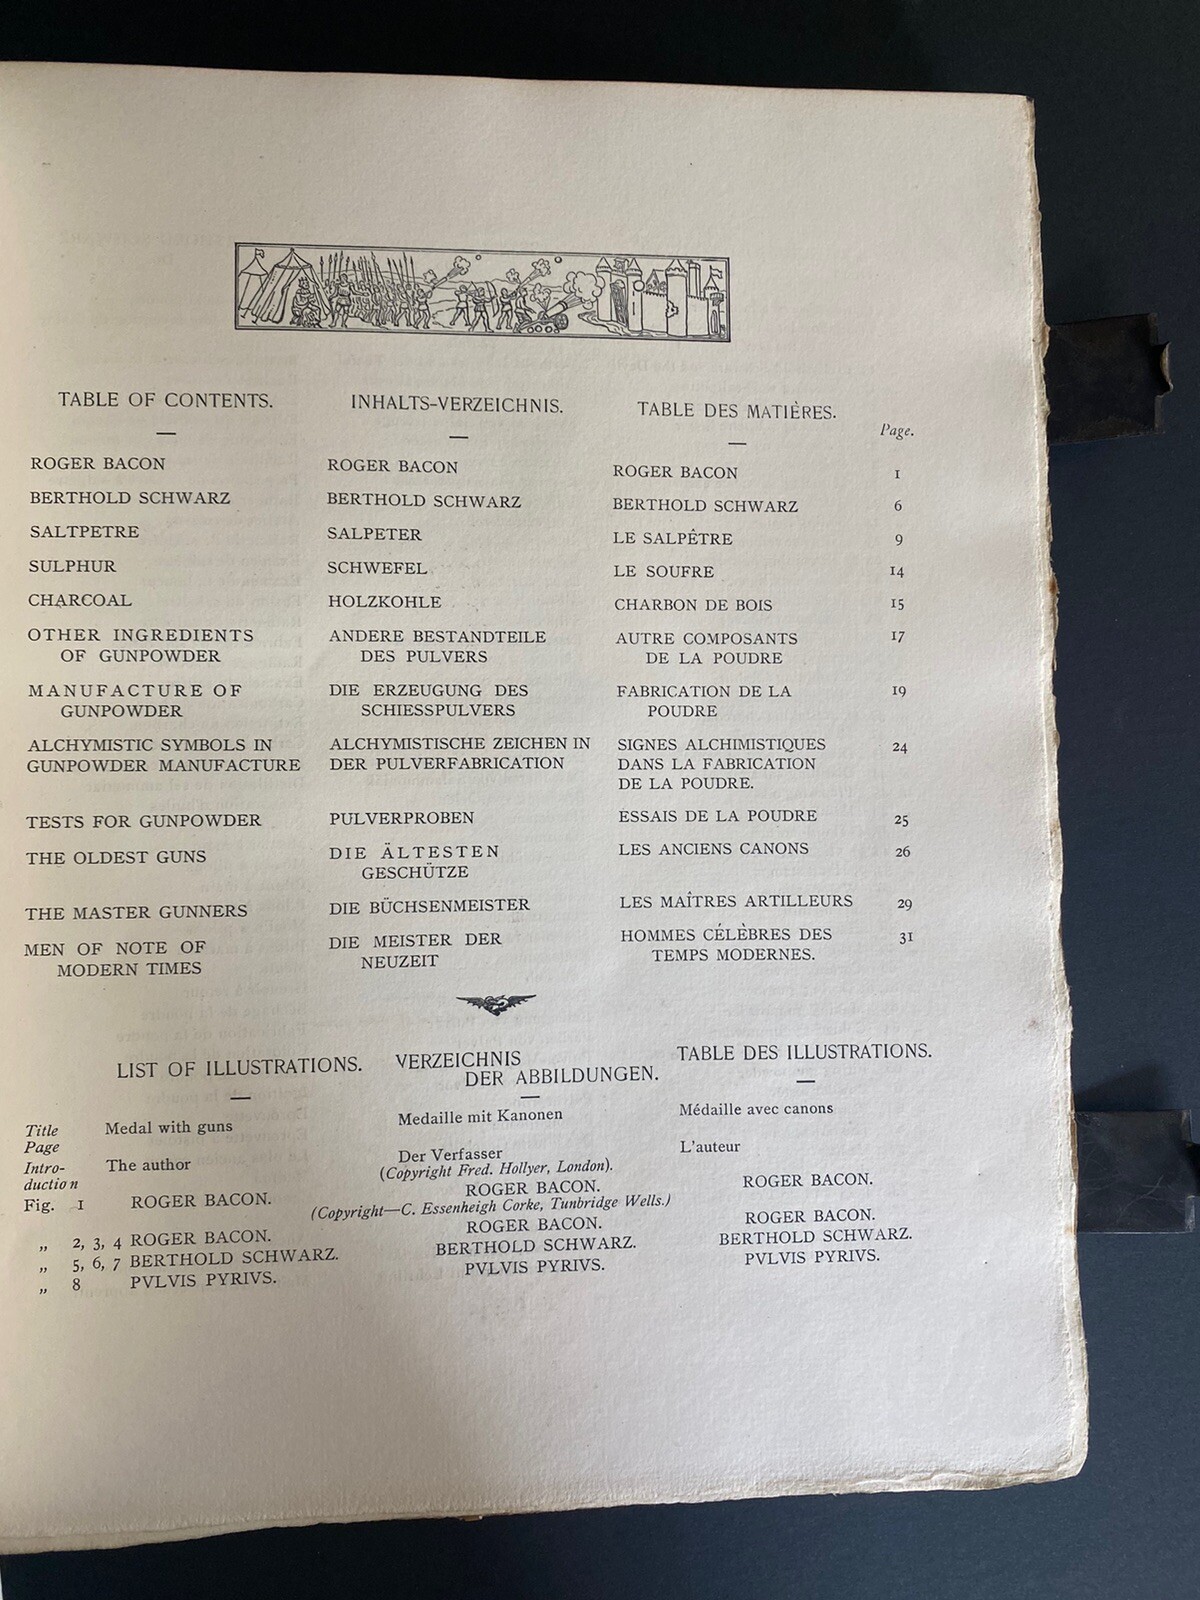 TABLE OF CONTENTS.
ROGER BACON
BERTHOLD SCHWARZ
SALTPETRE
SULPHUR
CHARCOAL
OTHER INGREDIENTS
OF GUNPOWDER
MANUFACTURE OF
GUNPOWDER
ALCHYMISTIC SYMBOLS IN
GUNPOWDER MANUFACTURE
TESTS FOR GUNPOWDER
THE OLDEST GUNS
THE MASTER GUNNERS
MEN OF NOTE OF
MODERN TIMES
INHALTS-VERZEICHNIS.
ROGER BACON
BERTHOLD SCHWARZ
SALPETER
SCHWEFEL
HOLZKOHLE
ANDERE BESTANDTEILE
DES PULVERS
DIE ERZEUGUNG DES
SCHIESSPULVERS
ALCHYMISTISCHE ZEICHEN IN
DER PULVERFABRICATION
PULVERPROBEN
DIE ÄLTESTEN
GESCHÜTZE
DIE BÜCHSENMEISTER
DIE MEISTER DER
NEUZEIT
TABLE DES MATIÈRES.
Page.
ROGER BACON 1
BERTHOLD SCHWARZ 6
LE SALPÊTRE 9
LE SOUFRE 14
CHARBON DE BOIS 15
AUTRE COMPOSANTS 17
DE LA POUDRE
FABRICATION DE LA 19
POUDRE
SIGNES ALCHIMISTIQUES 24
DANS LA FABRICATION
DE LA POUDRE.
ESSAIS DE LA POUDRE 25
LES ANCIENS CANONS 26
LES MAÎTRES ARTILLEURS 29
HOMMES CÉLÈBRES DES 31
TEMPS MODERNES.
LIST OF ILLUSTRATIONS.
Title Medal with guns
Page
Intro- The author
duction
Fig. 1 ROGER BACON.
„ 2, 3, 4 ROGER BACON.
„ 5, 6, 7 BERTHOLD SCHWARZ.
„ 8 PVLVIS PYRIVS.
VERZEICHNIS
DER ABBILDUNGEN.
Medaille mit Kanonen
Der Verfasser
(Copyright Fred. Hollyer, London).
ROGER BACON.
(Copyright—C. Essenheigh Corke, Tunbridge Wells.)
ROGER BACON.
BERTHOLD SCHWARZ.
PVLVIS PYRIVS.
TABLE DES ILLUSTRATIONS.
Médaille avec canons
L'auteur
ROGER BACON.
ROGER BACON.
BERTHOLD SCHWARZ.
PVLVIS PYRIVS.